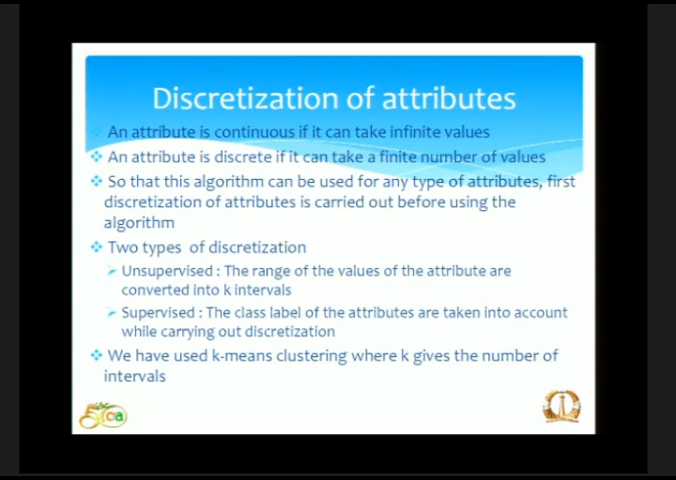 Discretization of attributes
An attribute is continuous if it can take infinite values
An attribute is discrete if it can take a finite number of values
So that this algorithm can be used for any type of attributes, first
discretization of attributes is carried out before using the
algorithm
Two types of discretization
Unsupervised : The range of the values of the attribute are
converted into k intervals
Supervised : The class label of the attributes are taken into account
while carrying out discretization
We have used k-means clustering where k gives the number of
intervals